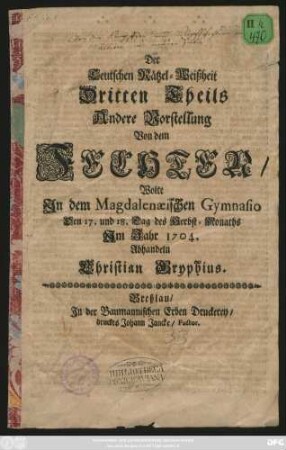 Der
Deutschen Rätzel-Weißheit
Dritten Theils
Andere Vorstellung
Von dem
FECHTEN /
Wolte
In dem Magdalenæischen Gymnasio
Den 17. und 18. Tag des Herbst-Monaths
Im Jahr 1704.
Abhandeln
Christian Gryphius.
Breßlau /
In der Baumannischen Erben Druckerey /
druckts Johann Jancke / Factor.